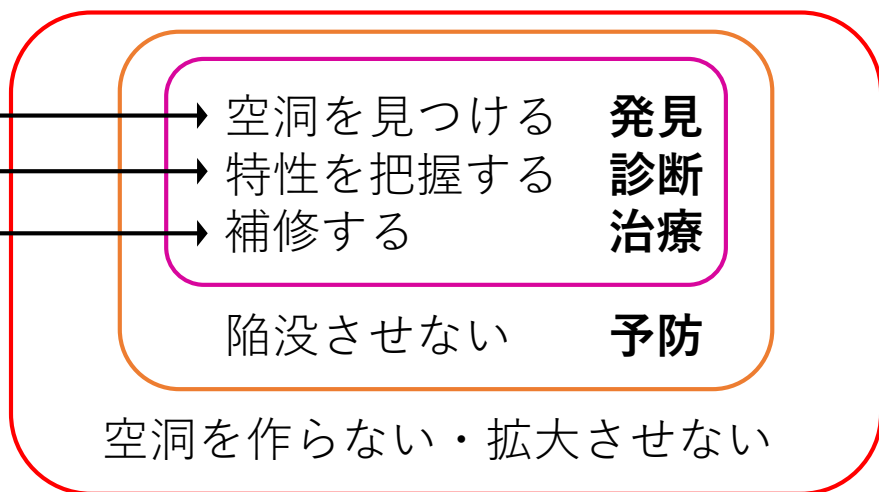 空洞を見つける 発見
特性を把握する 診断
補修する 治療
陥没させない 予防
空洞を作らない・拡大させない